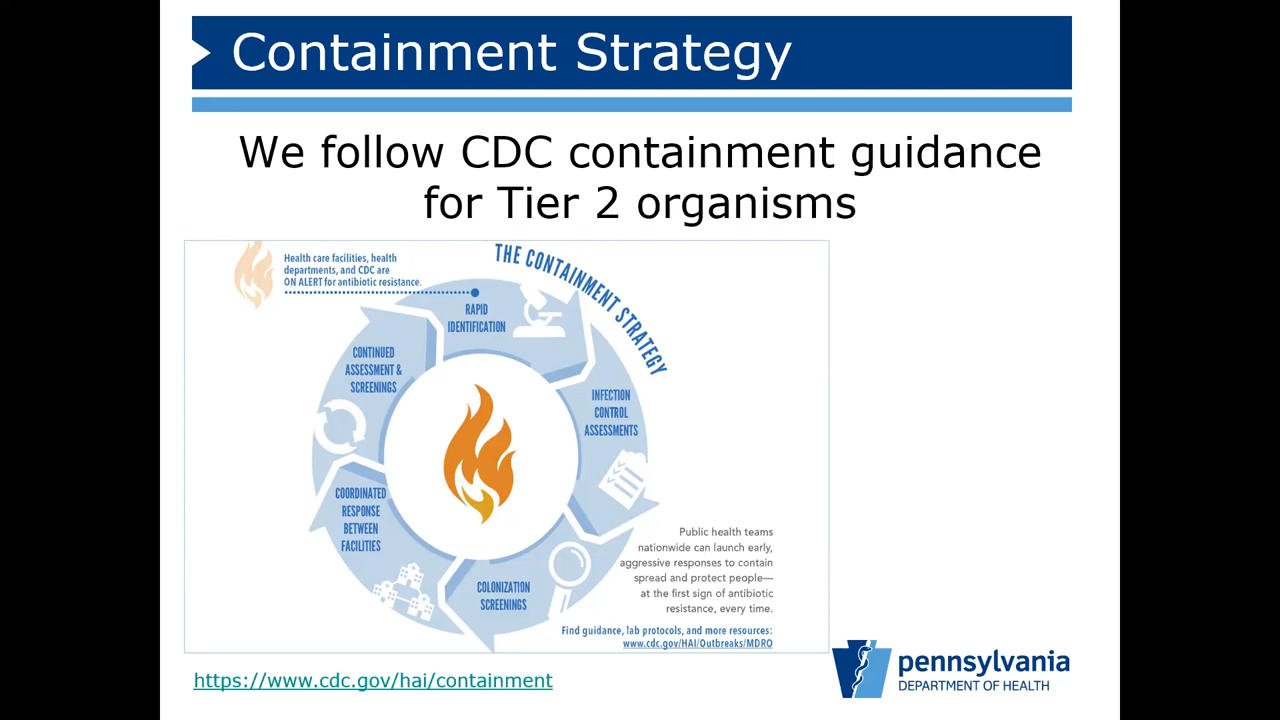 Containment Strategy
We follow CDC containment guidance
for Tier 2 organisms
Health care facilities, health
departments, and CDC are
ON ALERT for antibiotic resistance.
THE CONTAINMENT STRATEGY
RAPID
IDENTIFICATION
INFECTION
CONTROL
ASSESSMENTS
COLONIZATION
SCREENINGS
COORDINATED
RESPONSE
BETWEEN
FACILITIES
CONTINUED
ASSESSMENT &
SCREENINGS
Public health teams
nationwide can launch early,
aggressive responses to contain
spread and protect people—
at the first sign of antibiotic
resistance, every time.
Find guidance, lab protocols, and more resources:
www.cdc.gov/HAI/Outbreaks/MDRO
https://www.cdc.gov/hai/containment
pennsylvania
DEPARTMENT OF HEALTH